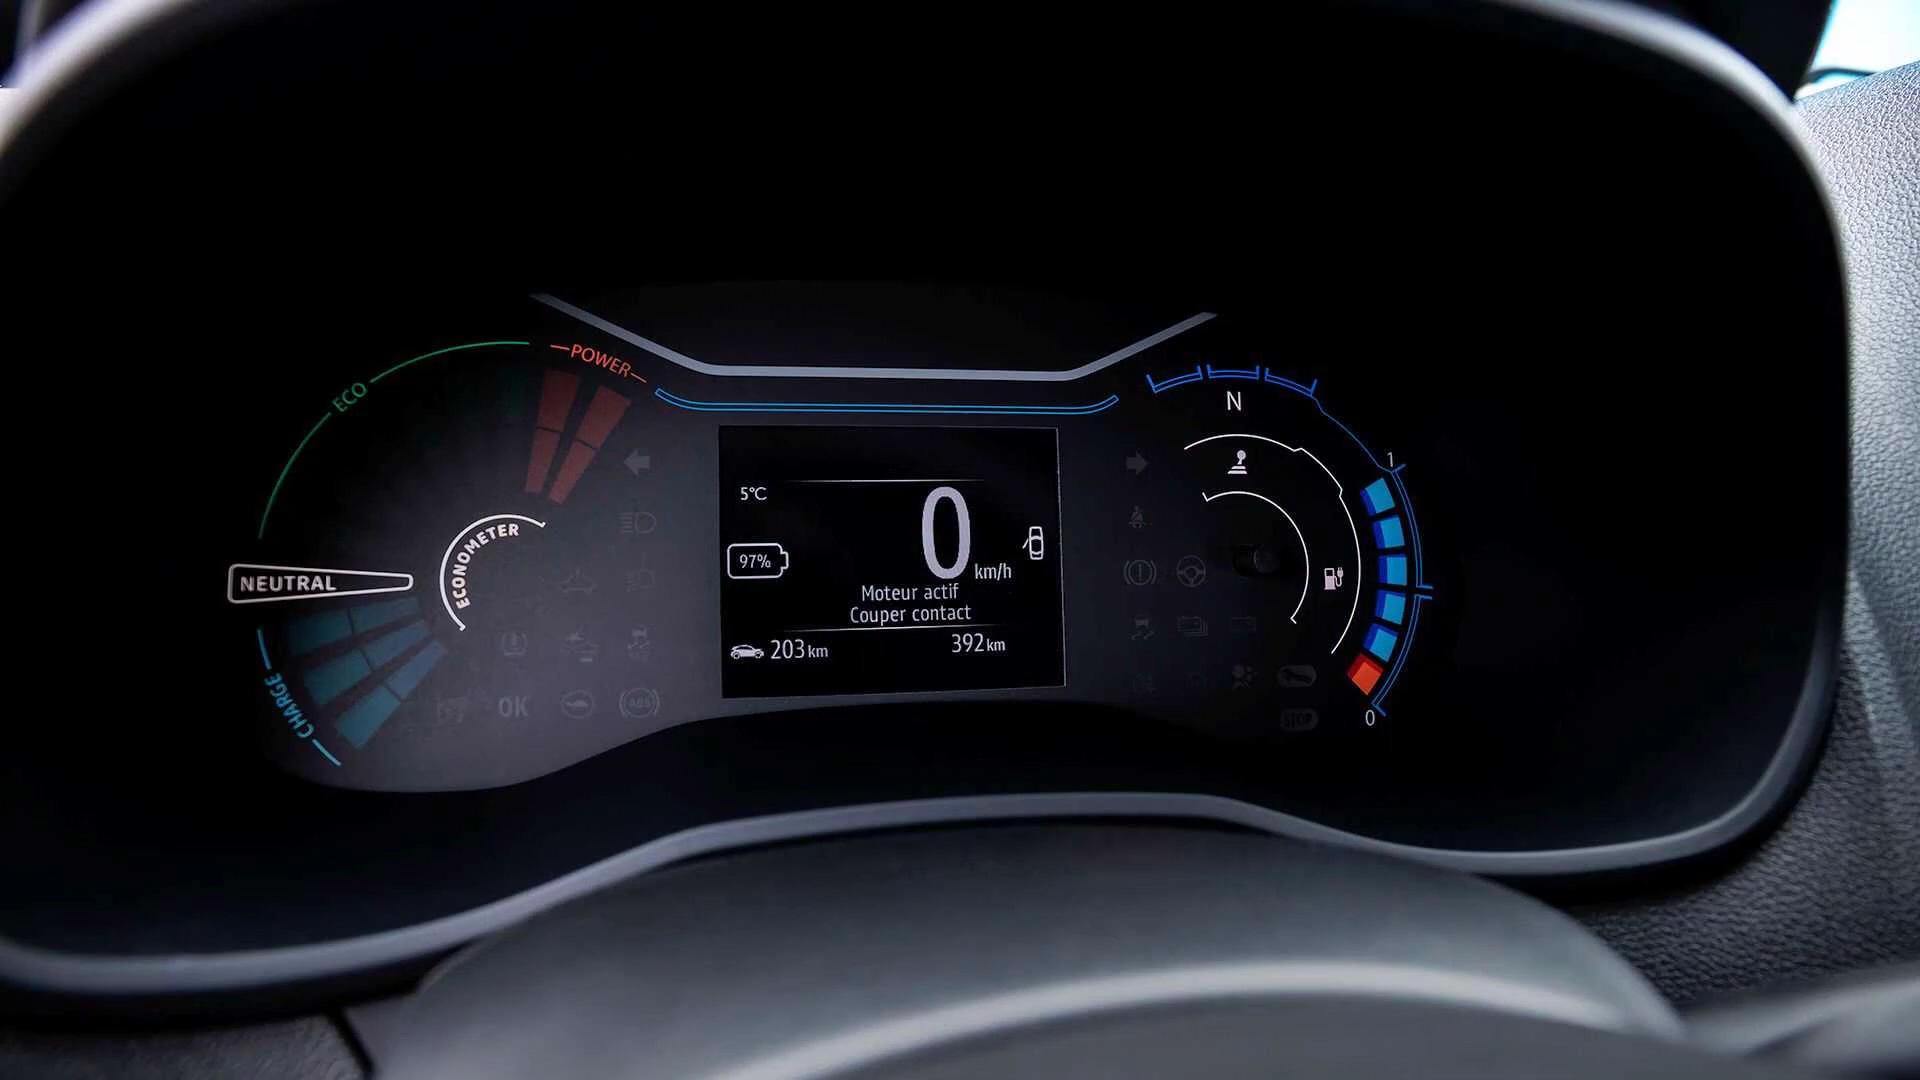 ECO
POWER
ECONOMETER
NEUTRAL
CHARGE
OK
ABS
5°C
97%
0 km/h
Moteur actif
Couper contact
203 km
392 km
N
1
0
STOP